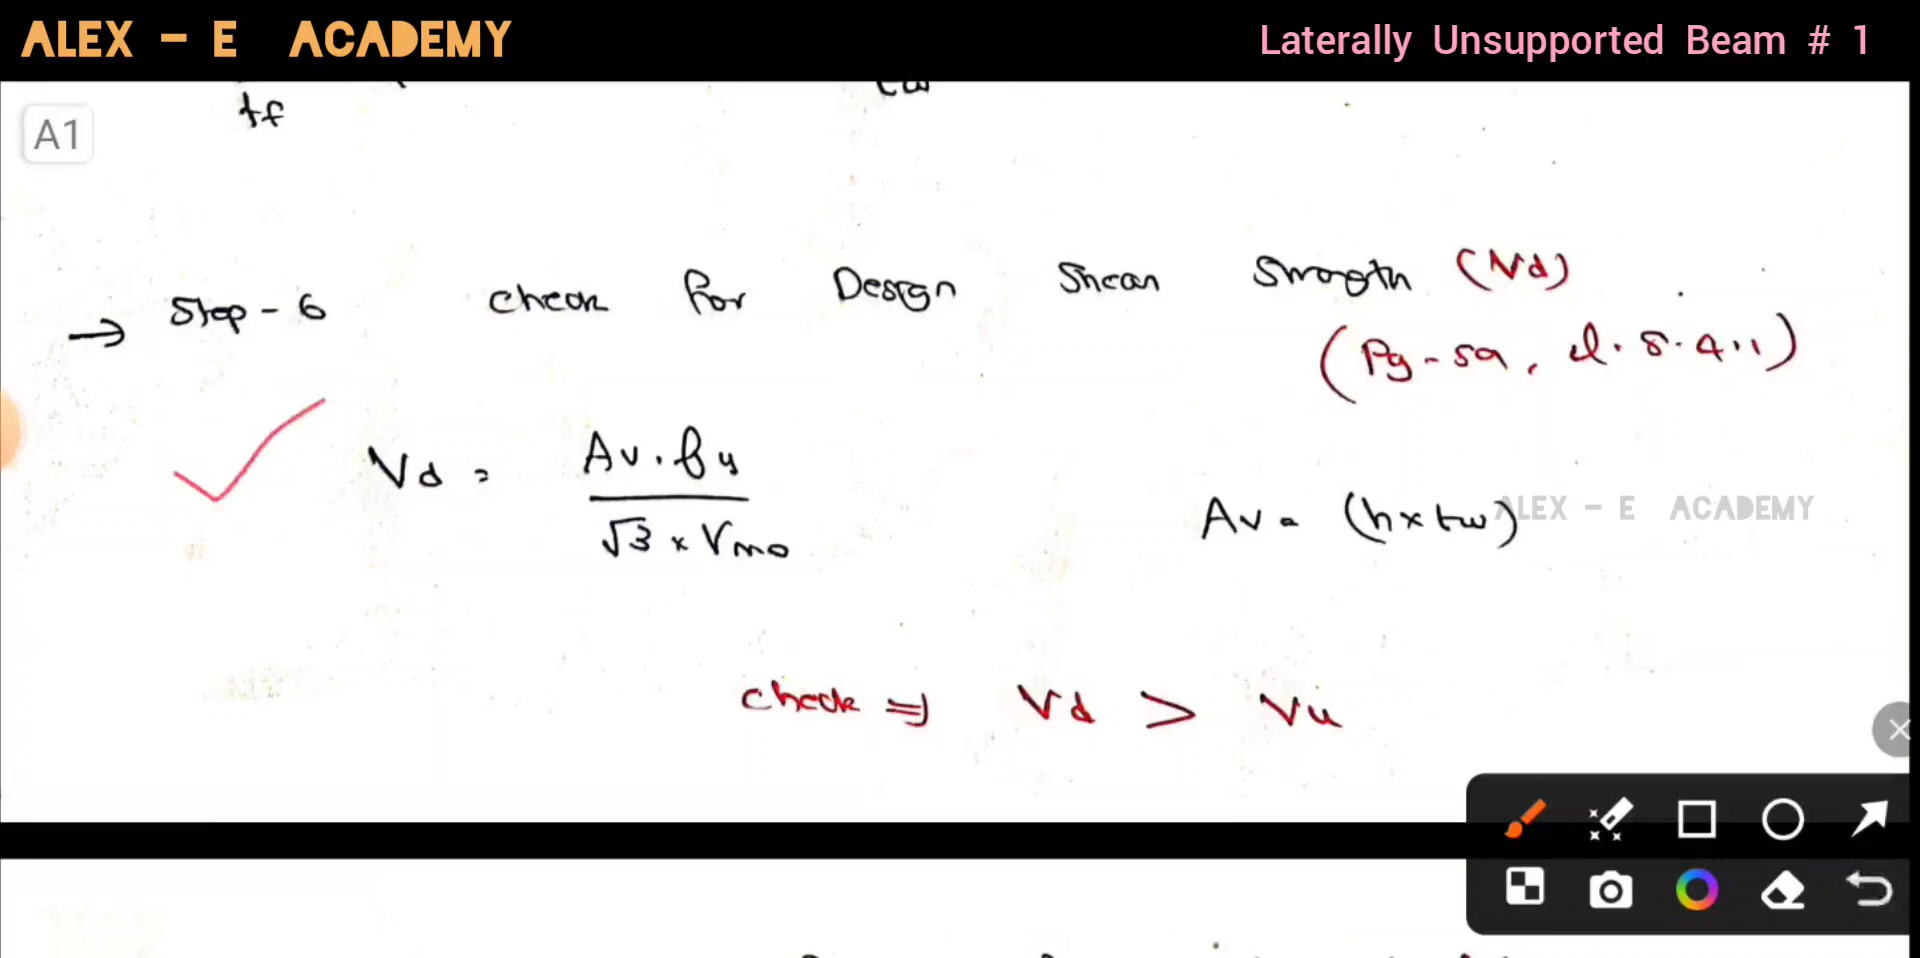 ALEX - E ACADEMY
Laterally Unsupported Beam # 1
tf
tw
A1
→ Step - 6 check for Design Shear Strength (Vd)
(Pg - 59, cl. 8.4.1)
Vd = Av . fy / √3 × γmo
Av = (h × tw)
ALEX - E ACADEMY
check ⇒ Vd > Vu